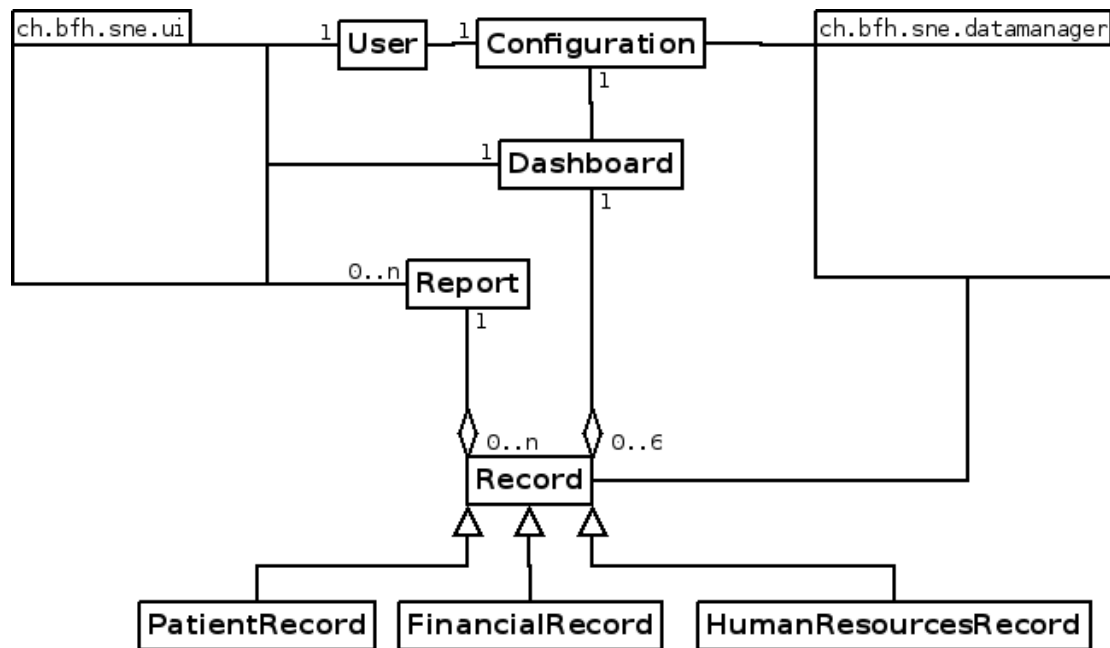 ch.bfh.sne.ui
1
User
1
Configuration
ch.bfh.sne.datamanager
1
1
Dashboard
1
0..n
Report
1
0..n
0..6
Record
PatientRecord
FinancialRecord
HumanResourcesRecord